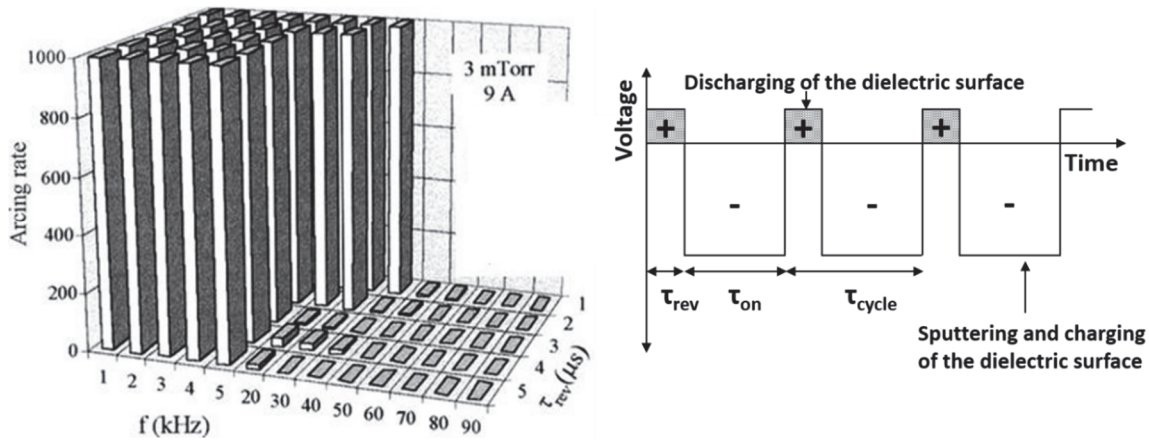 1000
800
600
400
200
0
Arcing rate
3 mTorr
9 A
1 2 3 4 5 20 30 40 50 60 70 80 90
f (kHz)
1
2
3
4
5
τrev(μs)
Voltage
Discharging of the dielectric surface
+ + +
Time
- - -
τrev τon τcycle
Sputtering and charging
of the dielectric surface